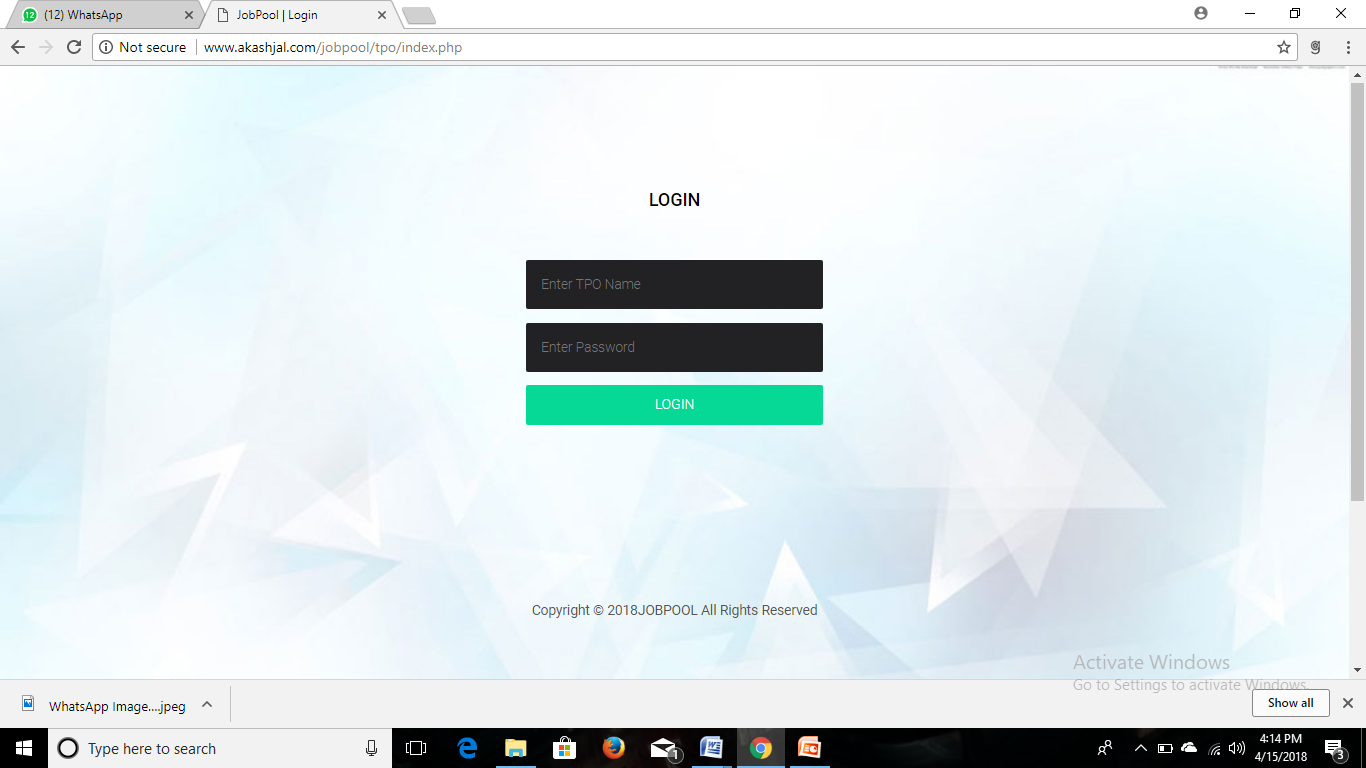 (12) WhatsApp
JobPool | Login
Not secure
www.akashjal.com/jobpool/tpo/index.php
LOGIN
Enter TPO Name
Enter Password
LOGIN
Copyright © 2018JOBPOOL All Rights Reserved
Activate Windows
Go to Settings to activate Windows.
WhatsApp Image....jpeg
Show all
Type here to search
1
4:14 PM
4/15/2018
3